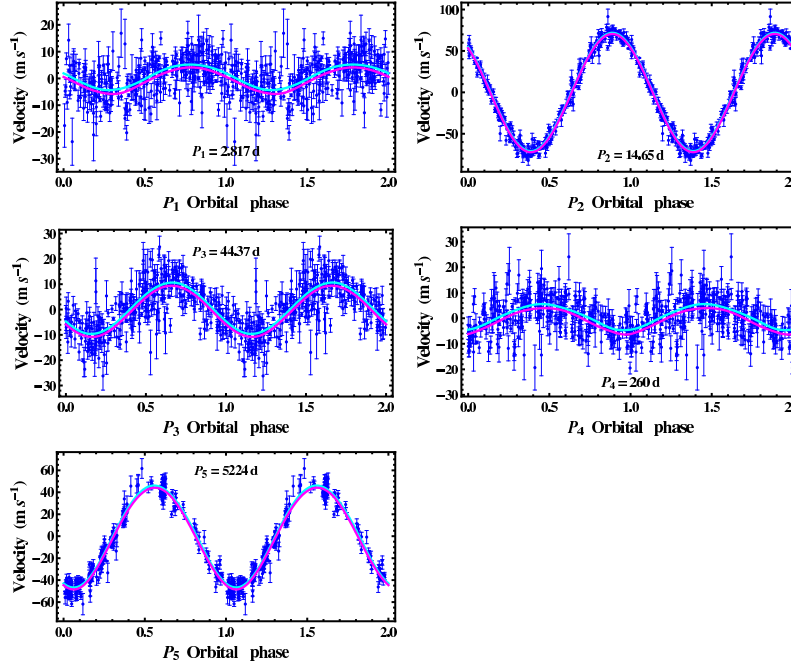 20
10
0
−10
−20
−30
Velocity (m s⁻¹)
P₁ = 2.817 d
0.0 0.5 1.0 1.5 2.0
P₁ Orbital phase
100
50
0
−50
Velocity (m s⁻¹)
P₂ = 14.65 d
0.0 0.5 1.0 1.5 2.0
P₂ Orbital phase
30
20
10
0
−10
−20
−30
Velocity (m s⁻¹)
P₃ = 44.37 d
0.0 0.5 1.0 1.5 2.0
P₃ Orbital phase
30
20
10
0
−10
−20
−30
Velocity (m s⁻¹)
P₄ = 260 d
0.0 0.5 1.0 1.5 2.0
P₄ Orbital phase
60
40
20
0
−20
−40
−60
Velocity (m s⁻¹)
P₅ = 5224 d
0.0 0.5 1.0 1.5 2.0
P₅ Orbital phase